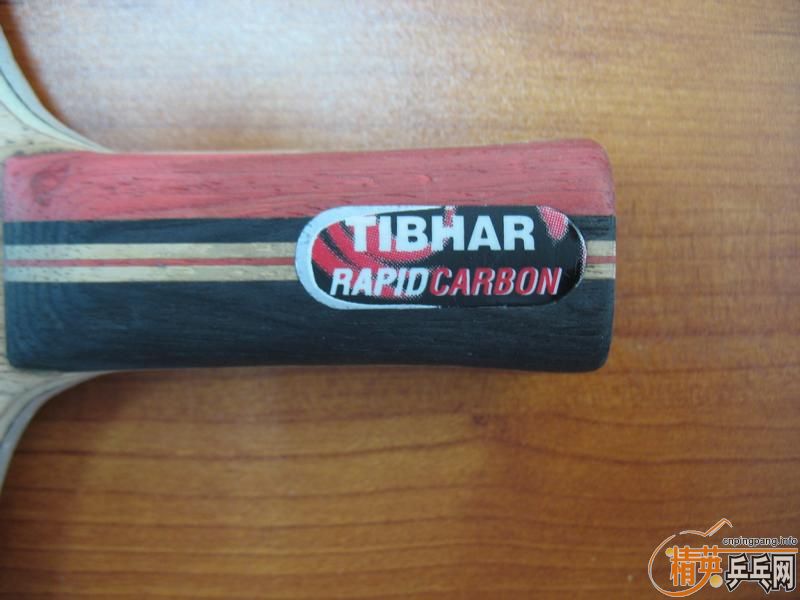 TIBHAR
RAPID CARBON
cnpingpang.info
精英乒乓网